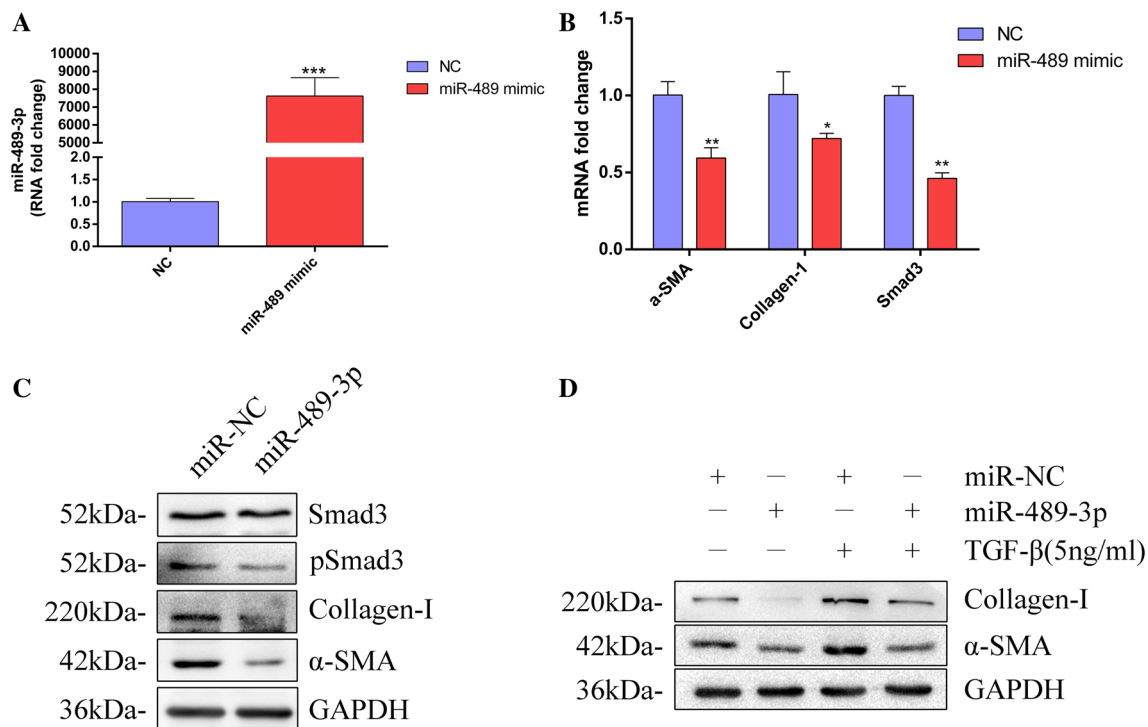 A
miR-489-3p
(RNA fold change)
10000
9000
8000
7000
6000
5000
2.0
1.5
1.0
0.5
0.0
***
NC
miR-489 mimic
NC
miR-489 mimic
B
mRNA fold change
1.5
1.0
0.5
0.0
**
*
**
a-SMA
Collagen-1
Smad3
NC
miR-489 mimic
C
miR-NC
miR-489-3p
52kDa- Smad3
52kDa- pSmad3
220kDa- Collagen-I
42kDa- α-SMA
36kDa- GAPDH
D
+ — + — miR-NC
— + — + miR-489-3p
— — + + TGF-β(5ng/ml)
220kDa- Collagen-I
42kDa- α-SMA
36kDa- GAPDH